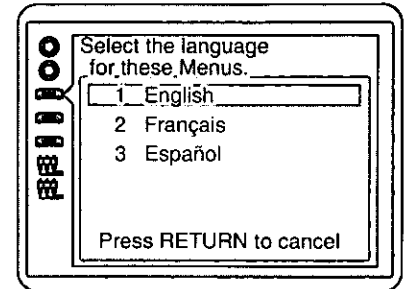 Select the language
for these Menus.
1 English
2 Français
3 Español
Press RETURN to cancel